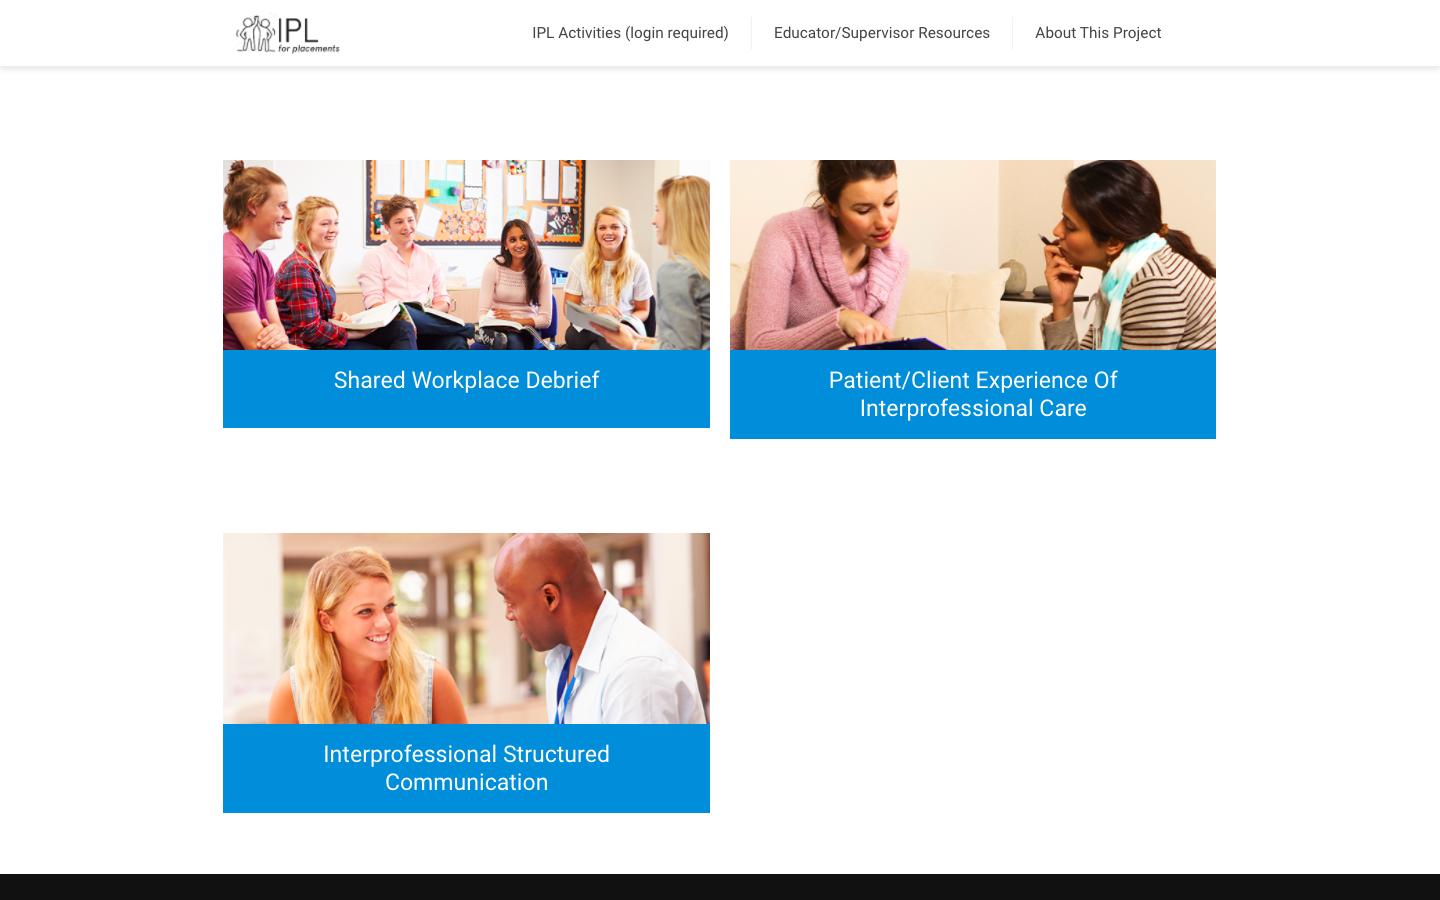 IPL
for placements
IPL Activities (login required)
Educator/Supervisor Resources
About This Project
Shared Workplace Debrief
Patient/Client Experience Of
Interprofessional Care
Interprofessional Structured
Communication